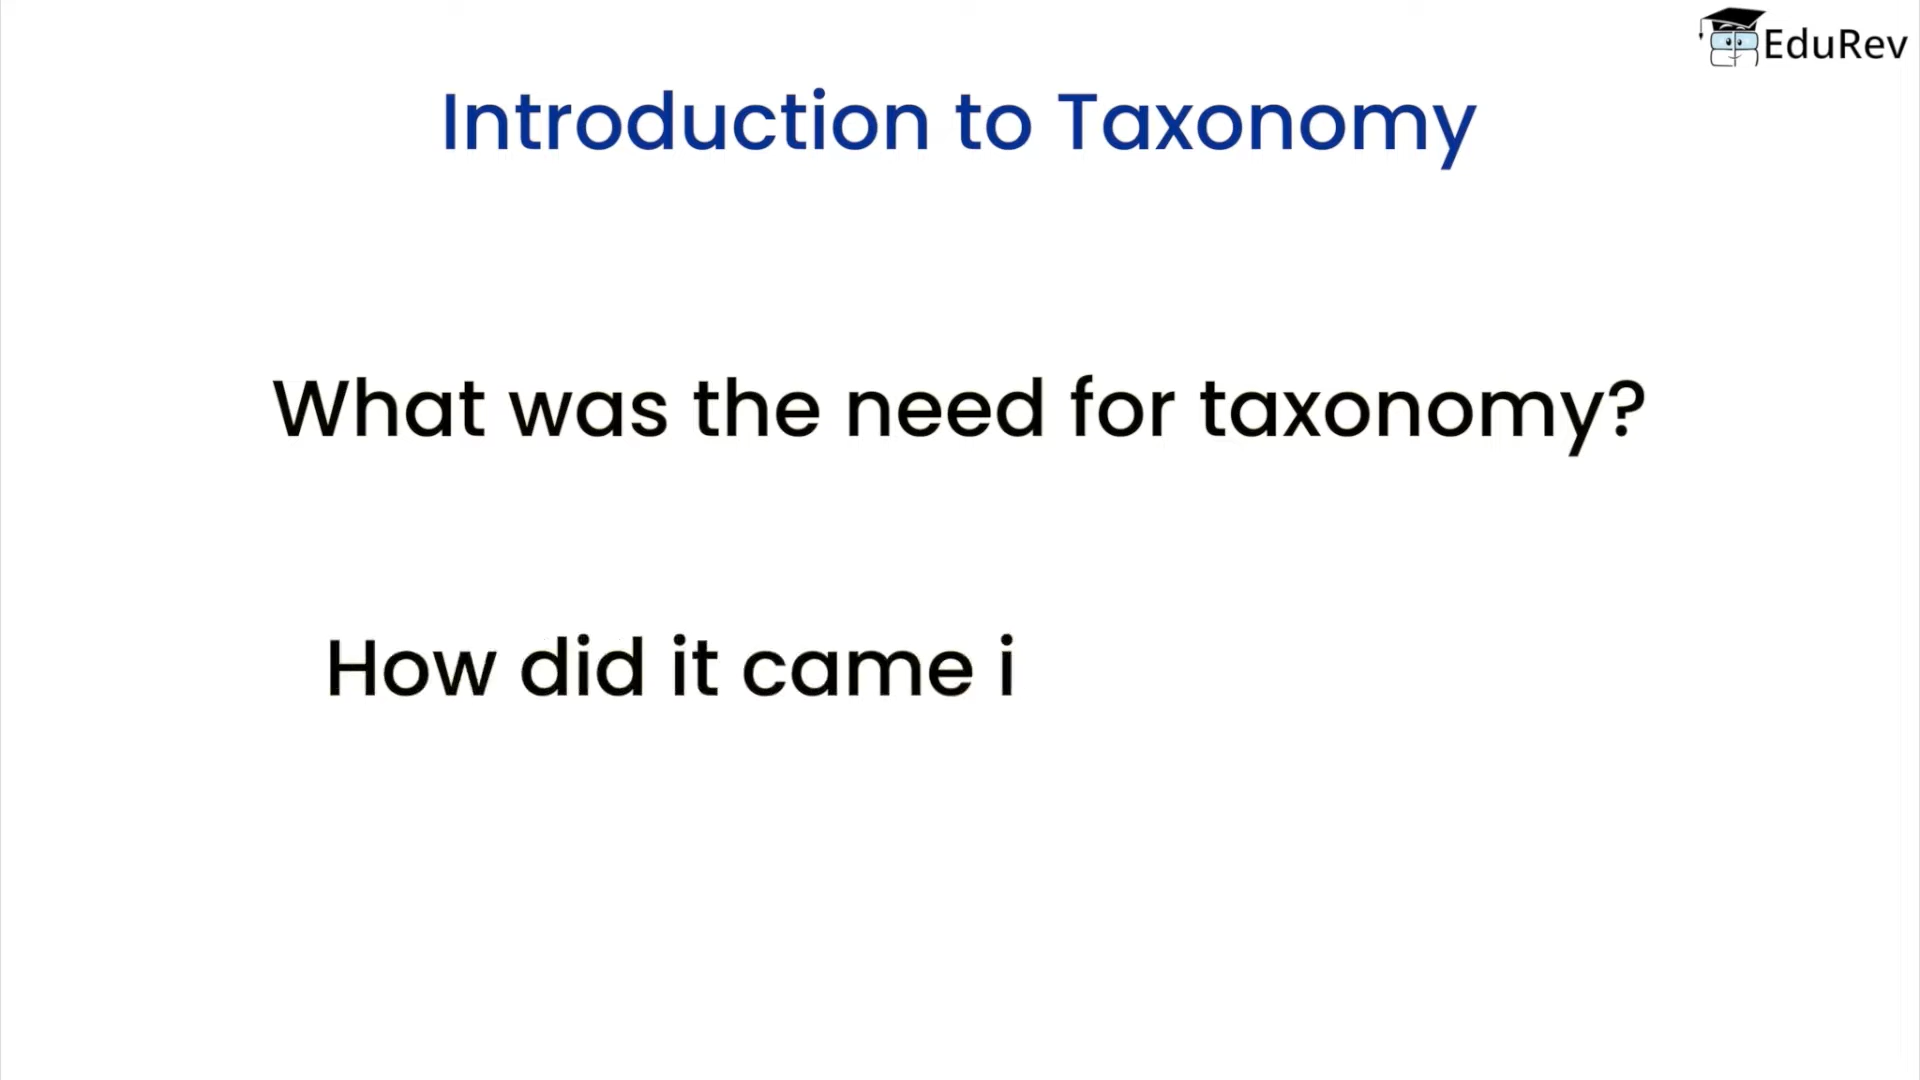 EduRev
Introduction to Taxonomy
What was the need for taxonomy?
How did it came i